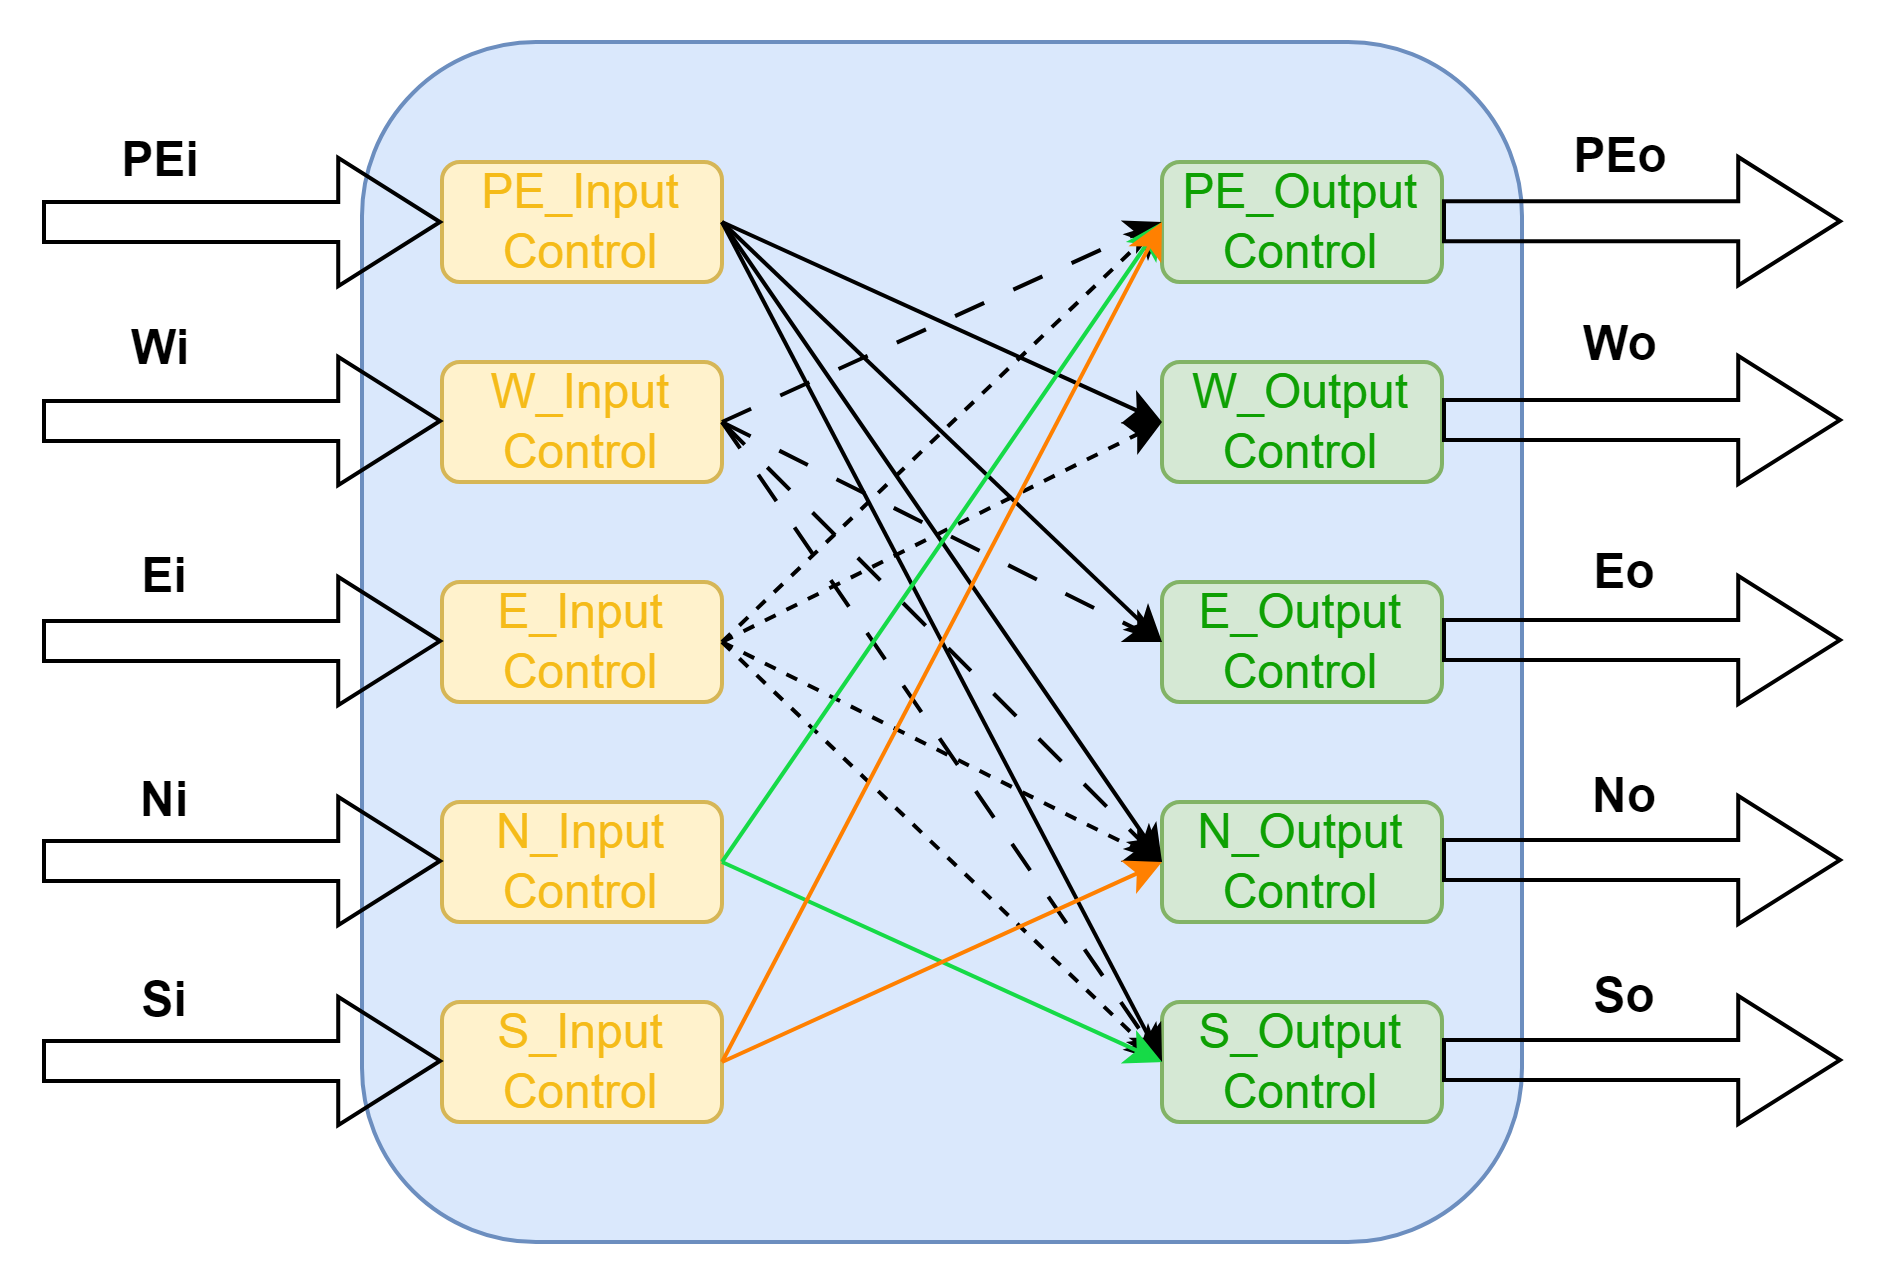 PEi
PE_Input
Control
PE_Output
Control
PEo
Wi
W_Input
Control
W_Output
Control
Wo
Ei
E_Input
Control
E_Output
Control
Eo
Ni
N_Input
Control
N_Output
Control
No
Si
S_Input
Control
S_Output
Control
So